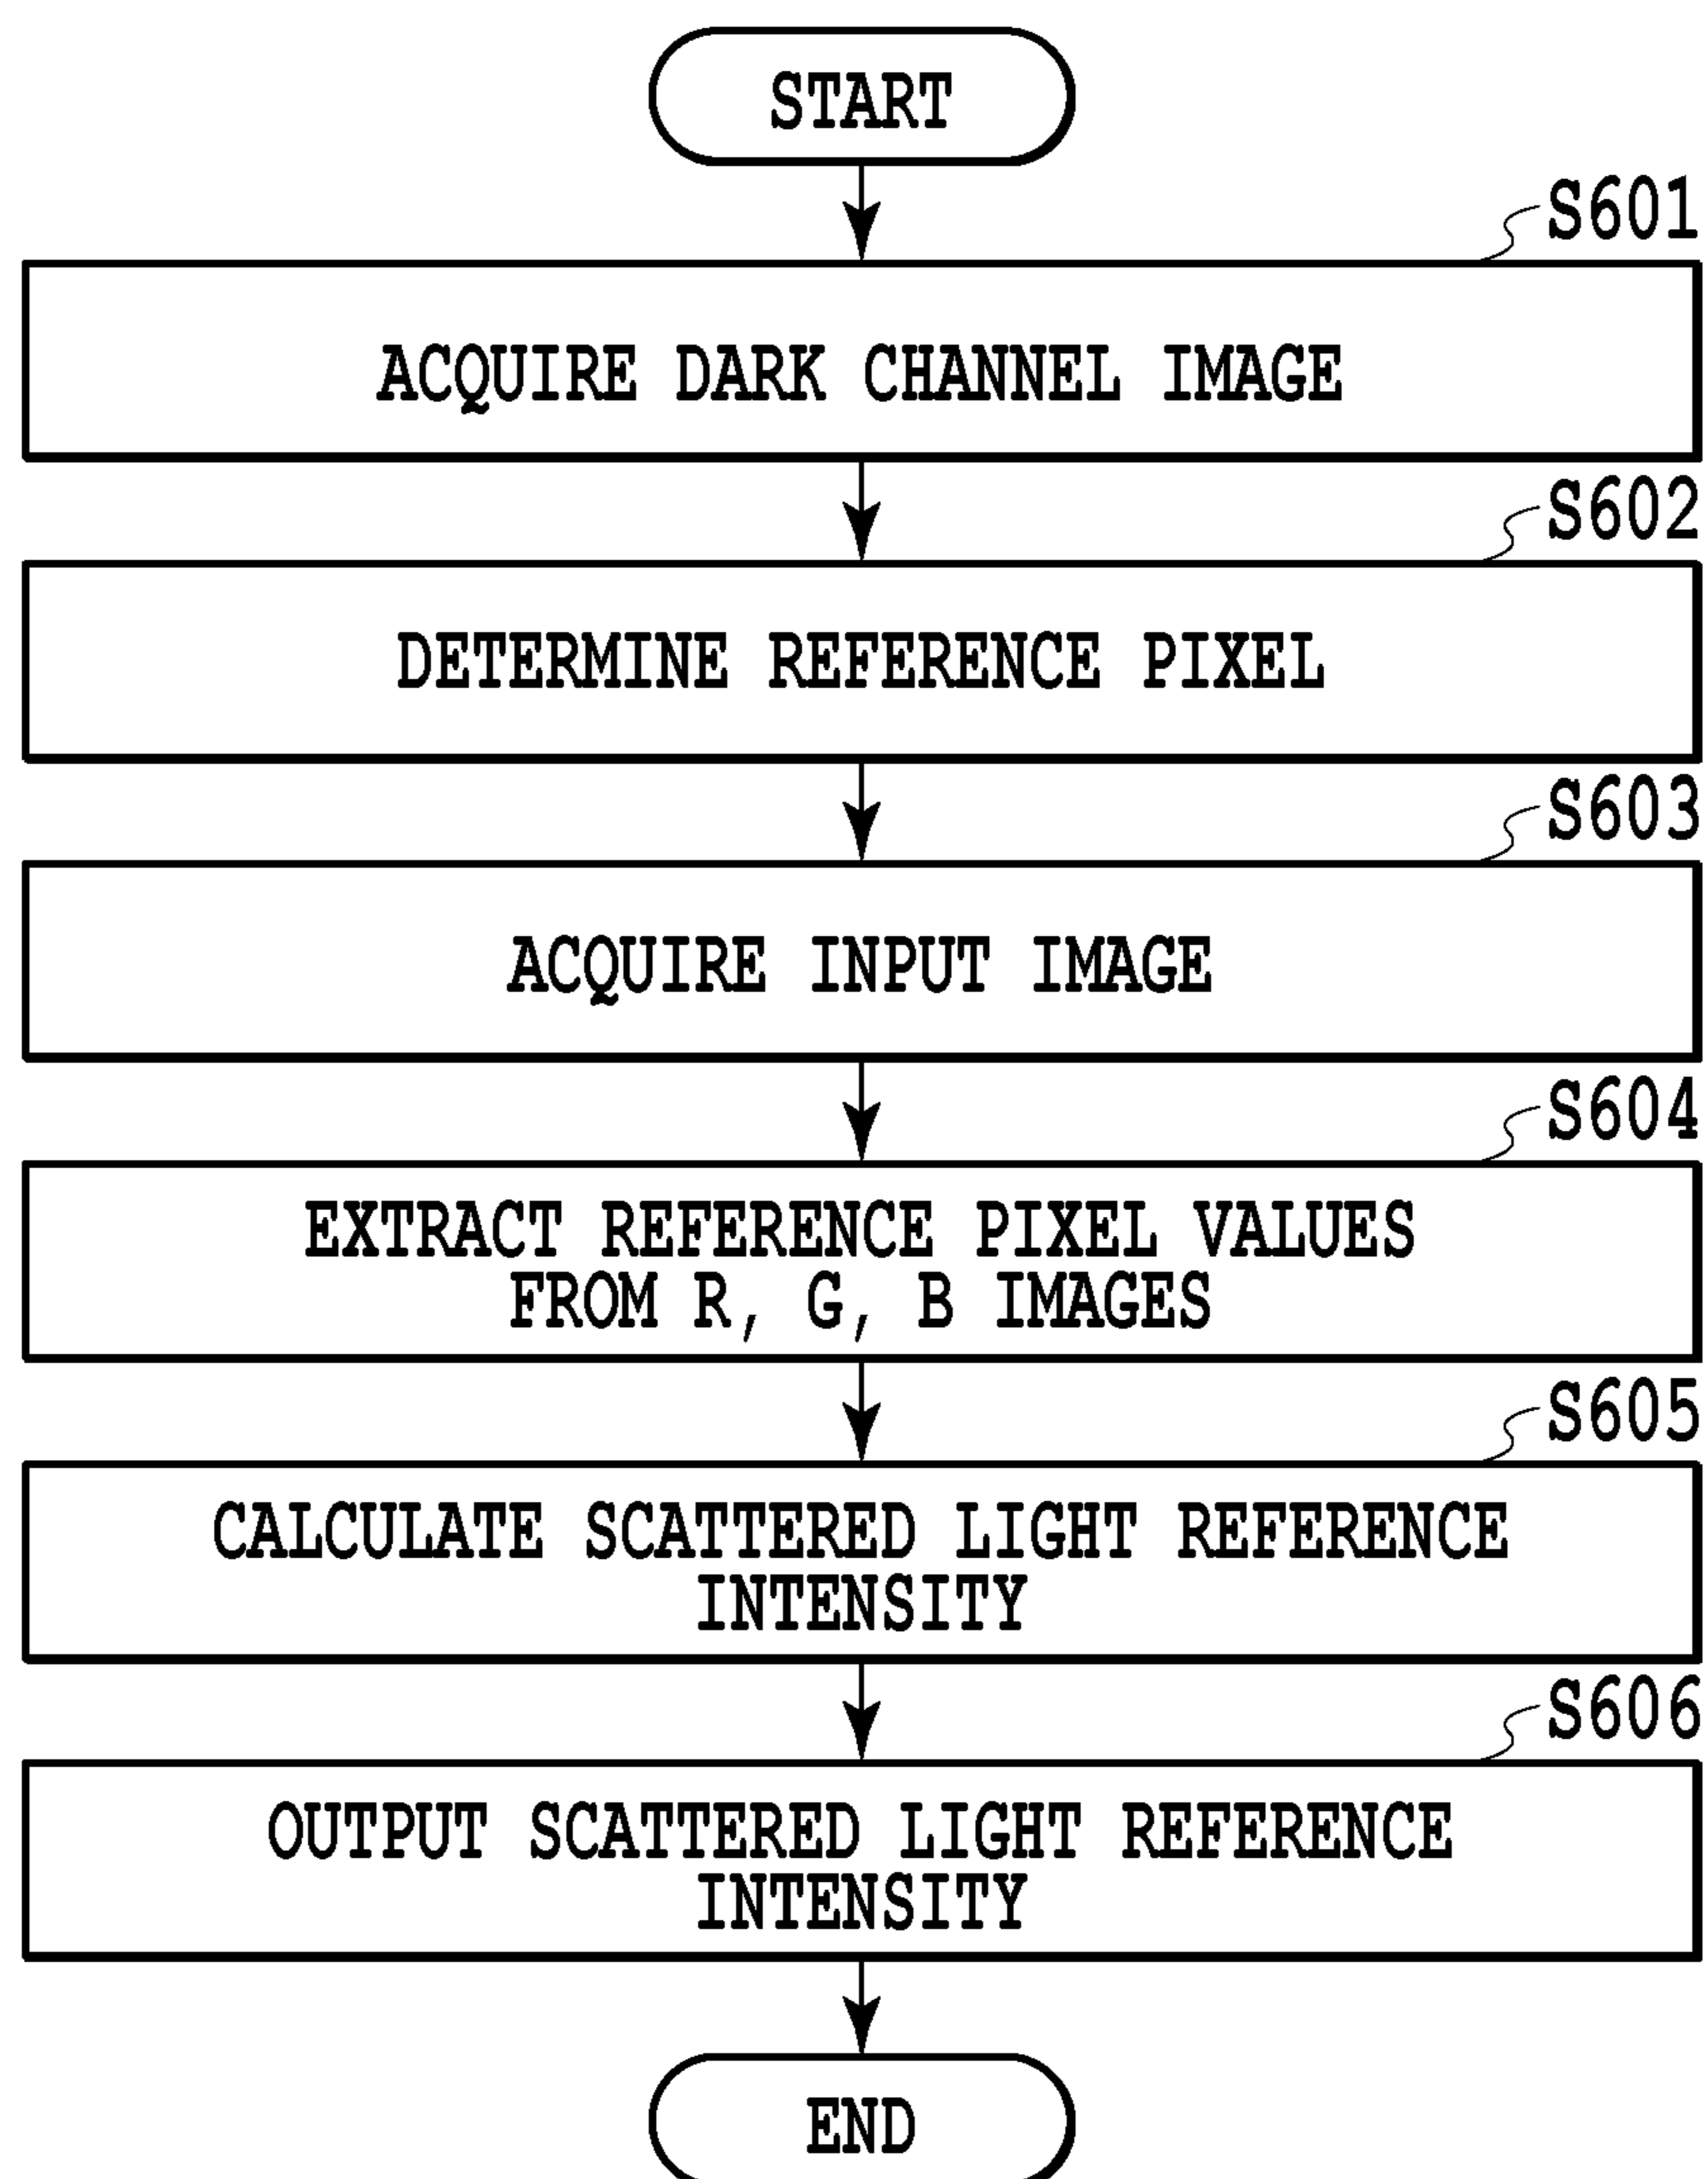 START
S601
ACQUIRE DARK CHANNEL IMAGE
S602
DETERMINE REFERENCE PIXEL
S603
ACQUIRE INPUT IMAGE
S604
EXTRACT REFERENCE PIXEL VALUES
FROM R, G, B IMAGES
S605
CALCULATE SCATTERED LIGHT REFERENCE
INTENSITY
S606
OUTPUT SCATTERED LIGHT REFERENCE
INTENSITY
END